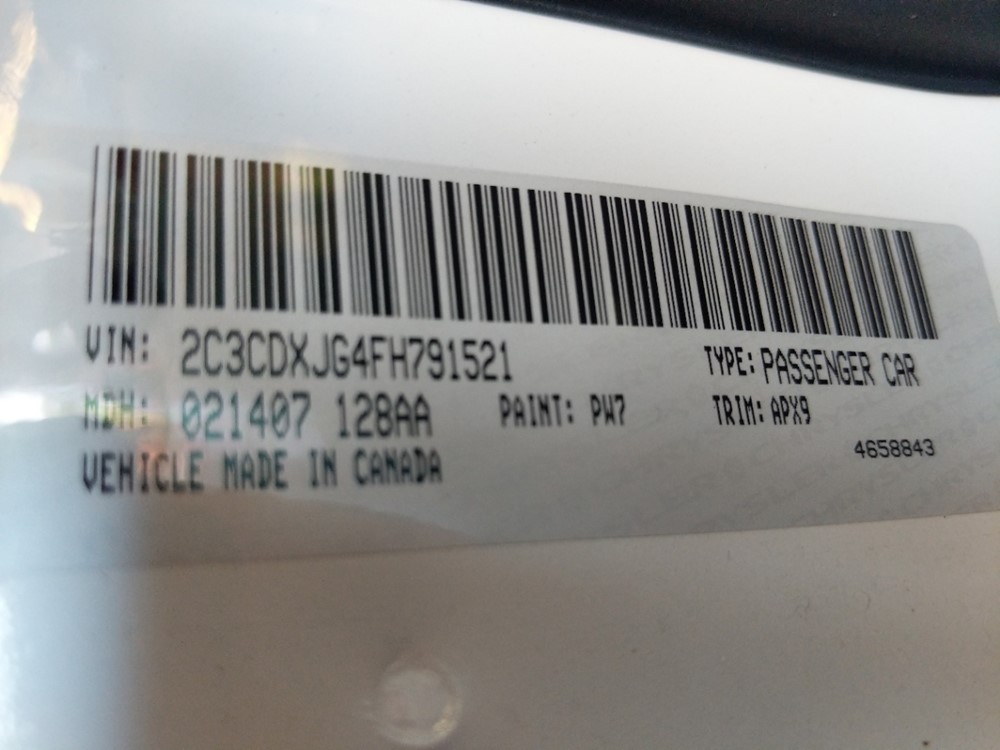 VIN: 2C3CDXJG4FH791521 TYPE: PASSENGER CAR
MDH: 021407 128AA PAINT: PW7 TRIM: APX9
4658843
VEHICLE MADE IN CANADA